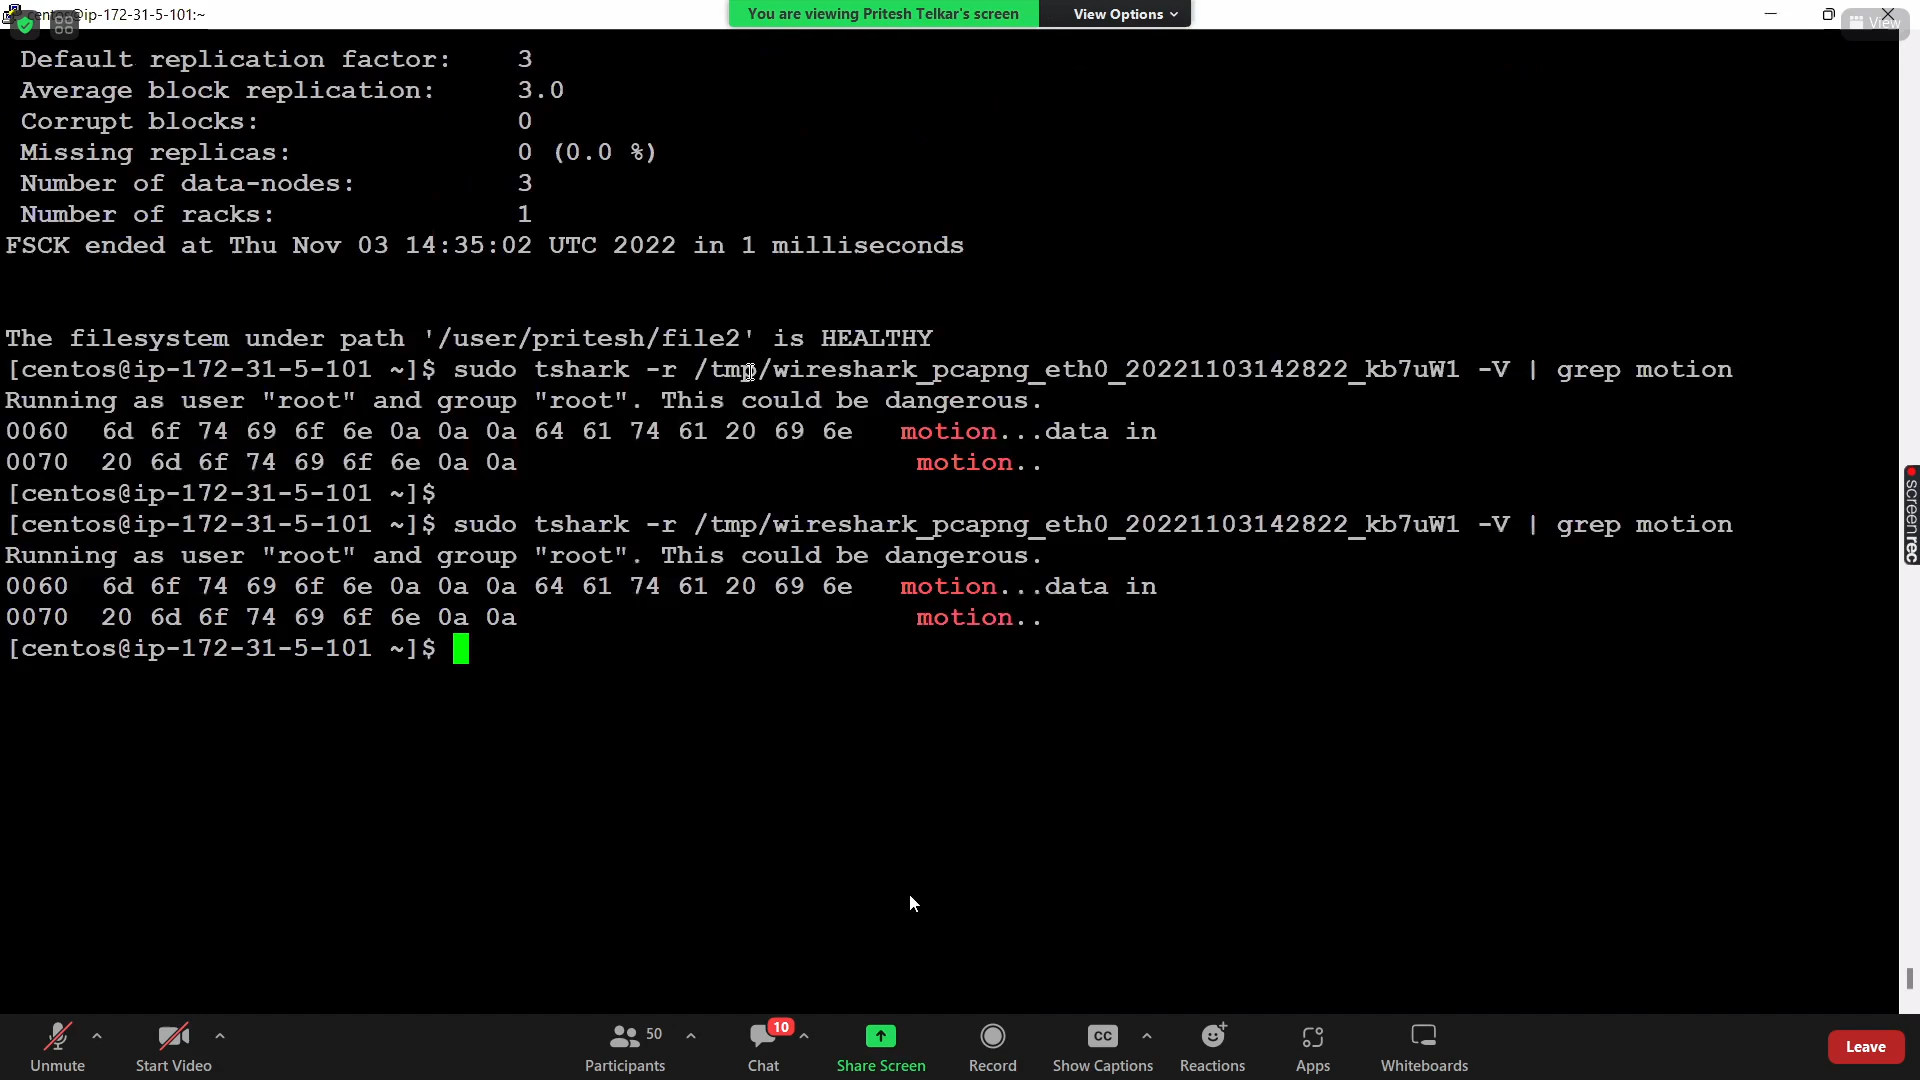 centos@ip-172-31-5-101:~
You are viewing Pritesh Telkar's screen
View Options
View
Default replication factor: 3
Average block replication: 3.0
Corrupt blocks: 0
Missing replicas: 0 (0.0 %)
Number of data-nodes: 3
Number of racks: 1
FSCK ended at Thu Nov 03 14:35:02 UTC 2022 in 1 milliseconds
The filesystem under path '/user/pritesh/file2' is HEALTHY
[centos@ip-172-31-5-101 ~]$ sudo tshark -r /tmp/wireshark_pcapng_eth0_20221103142822_kb7uW1 -V | grep motion
Running as user "root" and group "root". This could be dangerous.
0060 6d 6f 74 69 6f 6e 0a 0a 0a 64 61 74 61 20 69 6e motion...data in
0070 20 6d 6f 74 69 6f 6e 0a 0a motion..
[centos@ip-172-31-5-101 ~]$
[centos@ip-172-31-5-101 ~]$ sudo tshark -r /tmp/wireshark_pcapng_eth0_20221103142822_kb7uW1 -V | grep motion
Running as user "root" and group "root". This could be dangerous.
0060 6d 6f 74 69 6f 6e 0a 0a 0a 64 61 74 61 20 69 6e motion...data in
0070 20 6d 6f 74 69 6f 6e 0a 0a motion..
[centos@ip-172-31-5-101 ~]$
screenrec
Unmute
Start Video
50
Participants
10
Chat
Share Screen
Record
CC
Show Captions
Reactions
Apps
Whiteboards
Leave